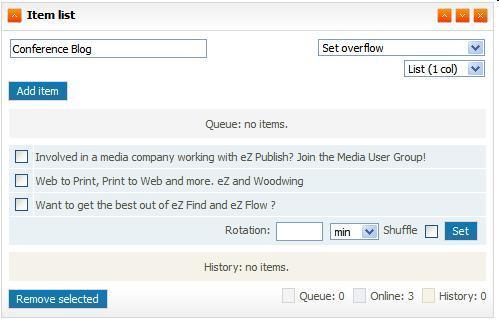 Item list
Conference Blog
Set overflow
List (1 col)
Add item
Queue: no items.
Involved in a media company working with eZ Publish? Join the Media User Group!
Web to Print, Print to Web and more. eZ and Woodwing
Want to get the best out of eZ Find and eZ Flow ?
Rotation: min Shuffle Set
History: no items.
Remove selected Queue: 0 Online: 3 History: 0